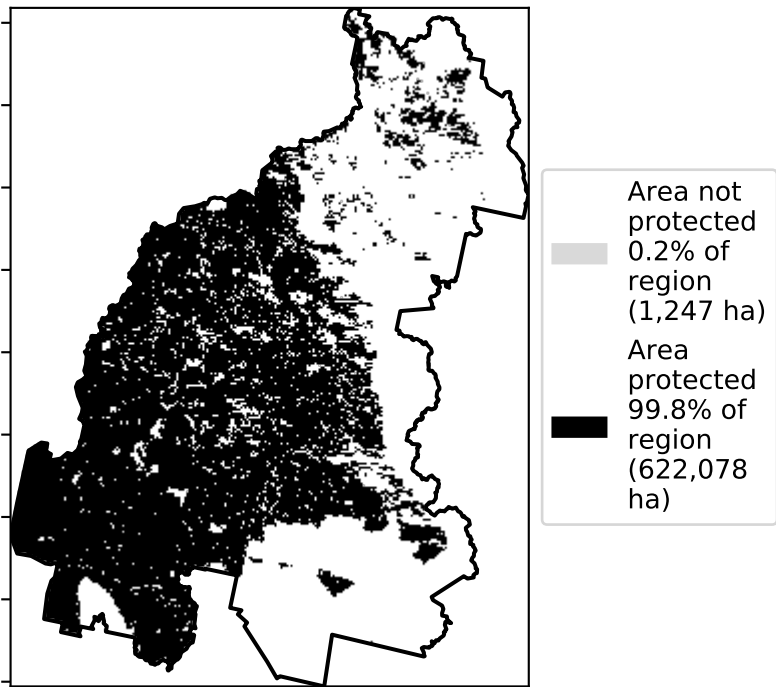 Area not
protected
0.2% of
region
(1,247 ha)
Area
protected
99.8% of
region
(622,078
ha)